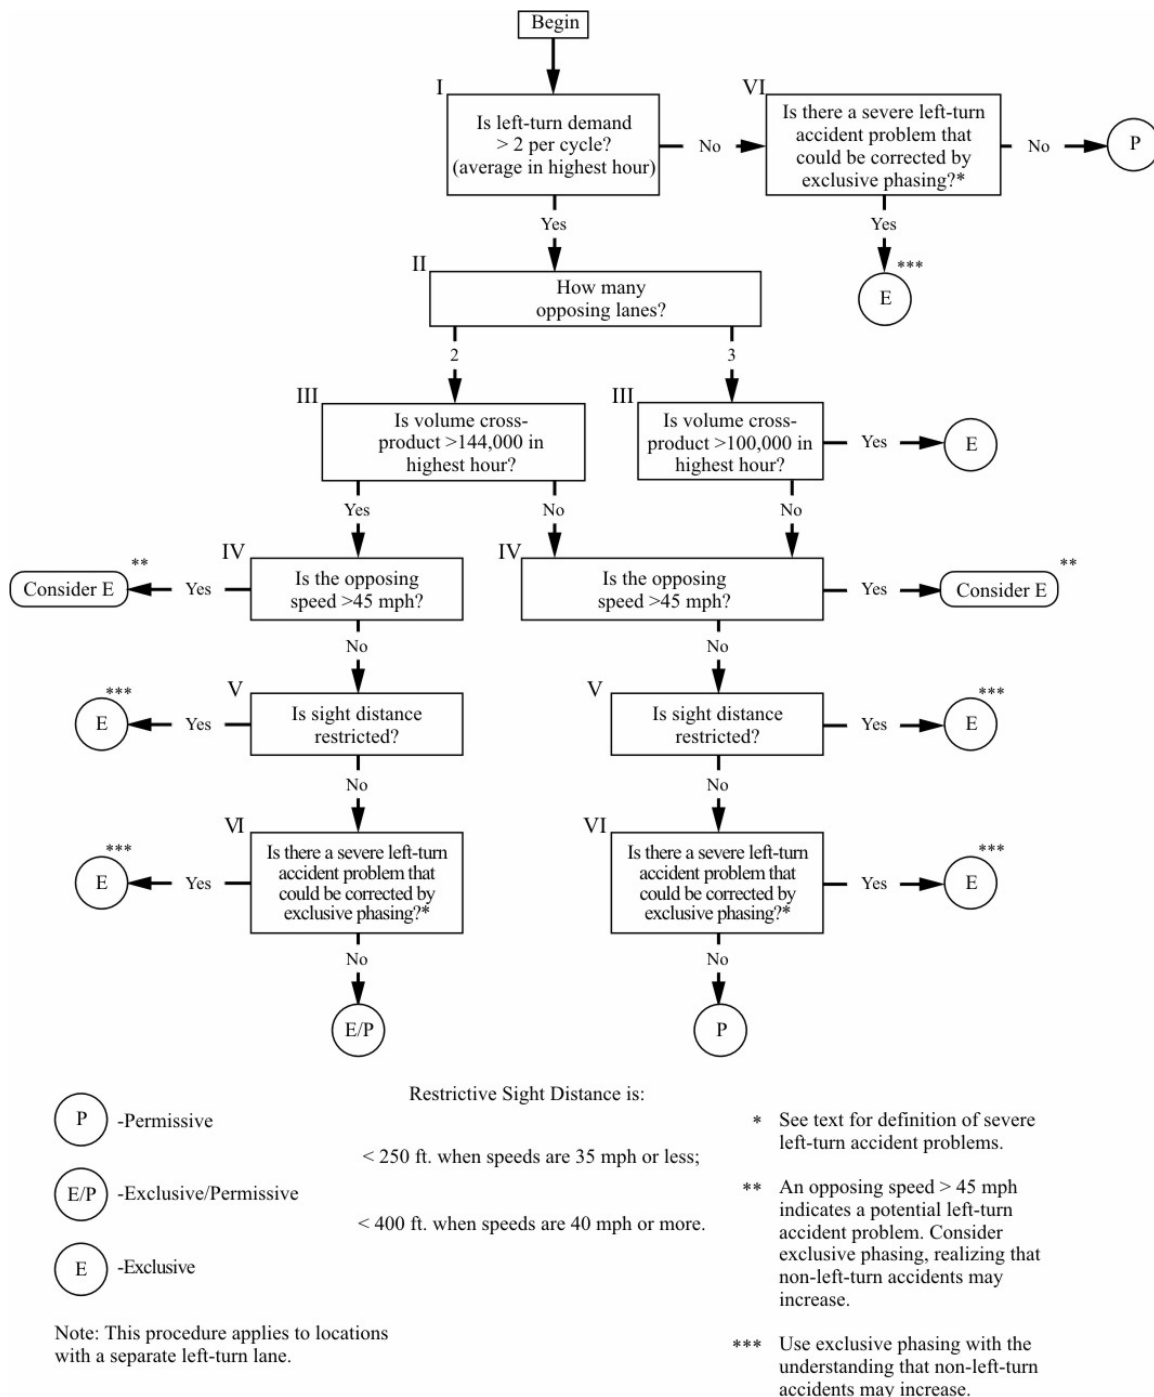 Begin
I
Is left-turn demand
> 2 per cycle?
(average in highest hour)
No
VI
Is there a severe left-turn
accident problem that
could be corrected by
exclusive phasing?*
No
P
Yes
Yes
***
E
II
How many
opposing lanes?
2
3
III
Is volume cross-
product >144,000 in
highest hour?
III
Is volume cross-
product >100,000 in
highest hour?
Yes
E
Yes
No
No
IV
Is the opposing
speed >45 mph?
Yes
**
Consider E
IV
Is the opposing
speed >45 mph?
Yes
**
Consider E
No
No
V
Is sight distance
restricted?
Yes
***
E
V
Is sight distance
restricted?
Yes
***
E
No
No
VI
Is there a severe left-turn
accident problem that
could be corrected by
exclusive phasing?*
Yes
***
E
VI
Is there a severe left-turn
accident problem that
could be corrected by
exclusive phasing?*
Yes
***
E
No
No
E/P
P
P -Permissive
E/P -Exclusive/Permissive
E -Exclusive
Note: This procedure applies to locations
with a separate left-turn lane.
Restrictive Sight Distance is:
< 250 ft. when speeds are 35 mph or less;
< 400 ft. when speeds are 40 mph or more.
* See text for definition of severe
left-turn accident problems.
** An opposing speed > 45 mph
indicates a potential left-turn
accident problem. Consider
exclusive phasing, realizing that
non-left-turn accidents may
increase.
*** Use exclusive phasing with the
understanding that non-left-turn
accidents may increase.